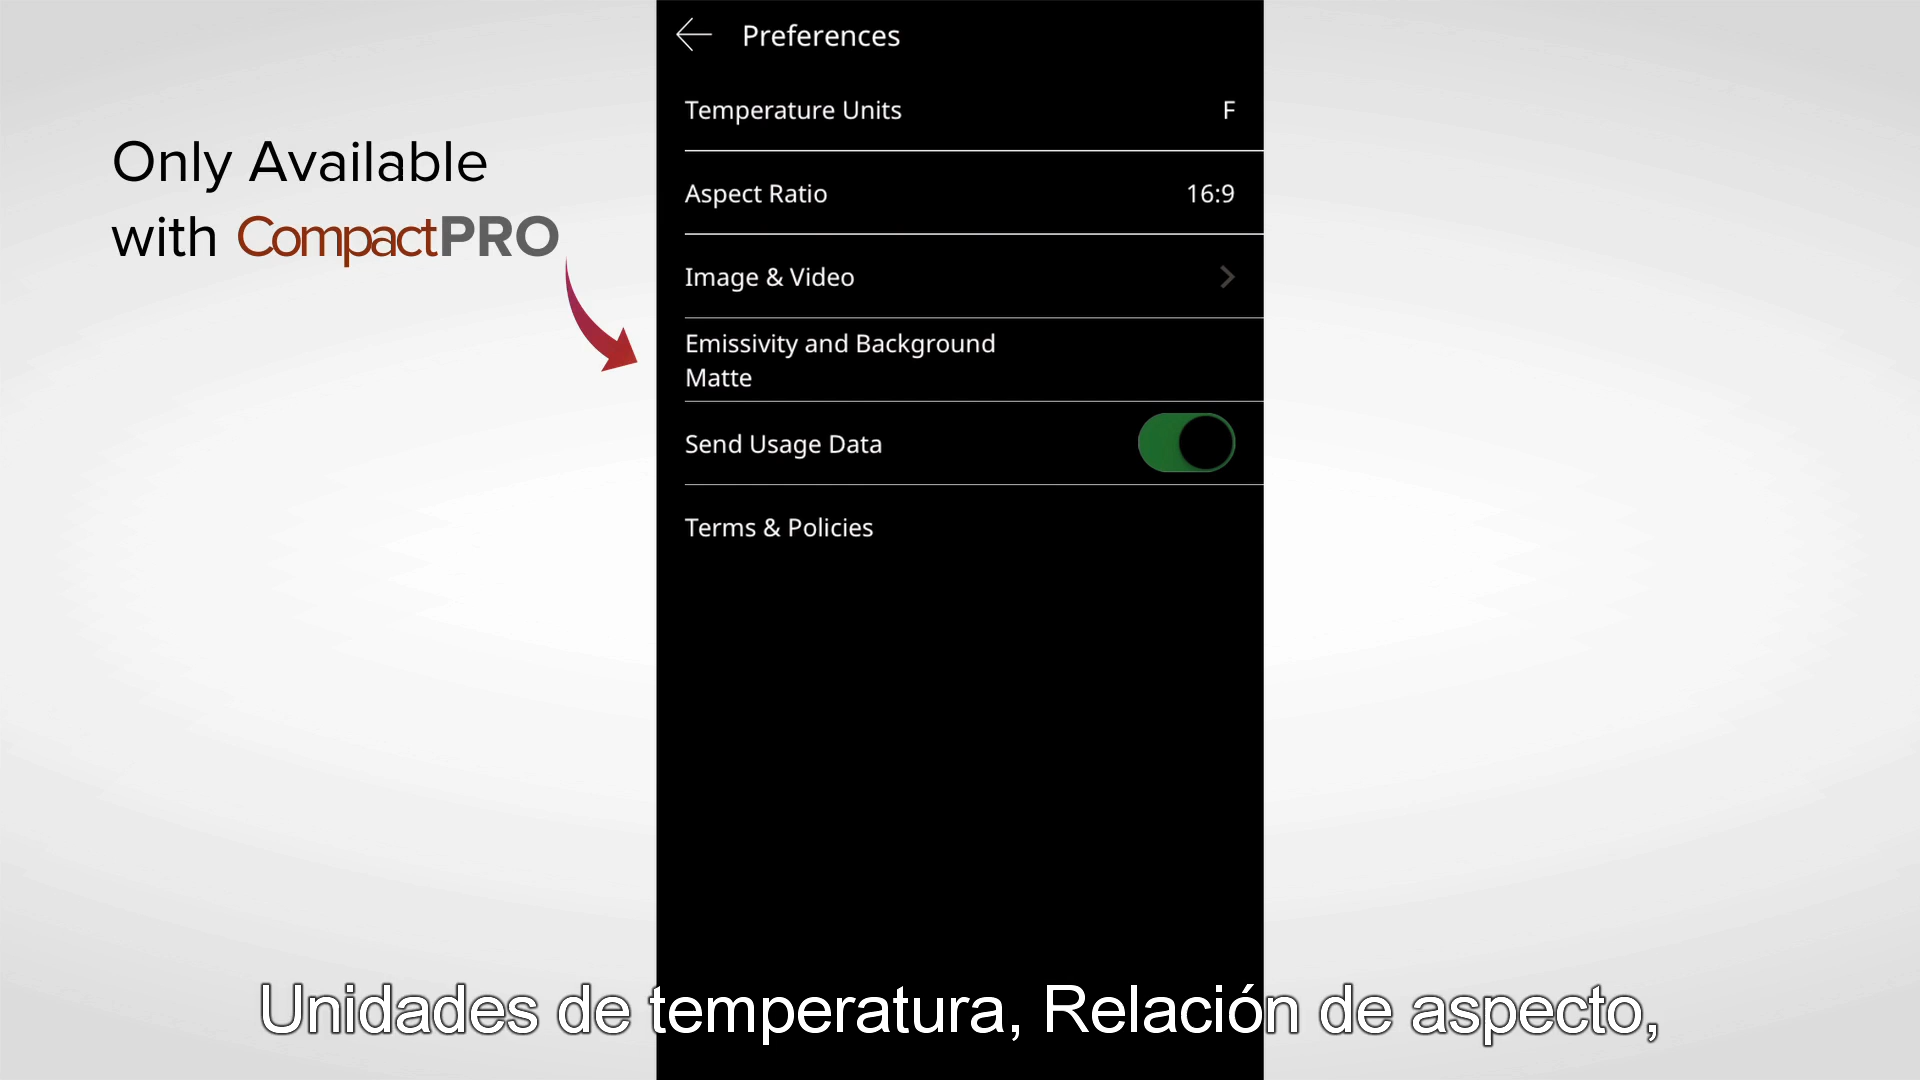 Preferences
Temperature Units F
Only Available
with CompactPRO
Aspect Ratio 16:9
Image & Video
Emissivity and Background
Matte
Send Usage Data
Terms & Policies
Unidades de temperatura, Relación de aspecto,